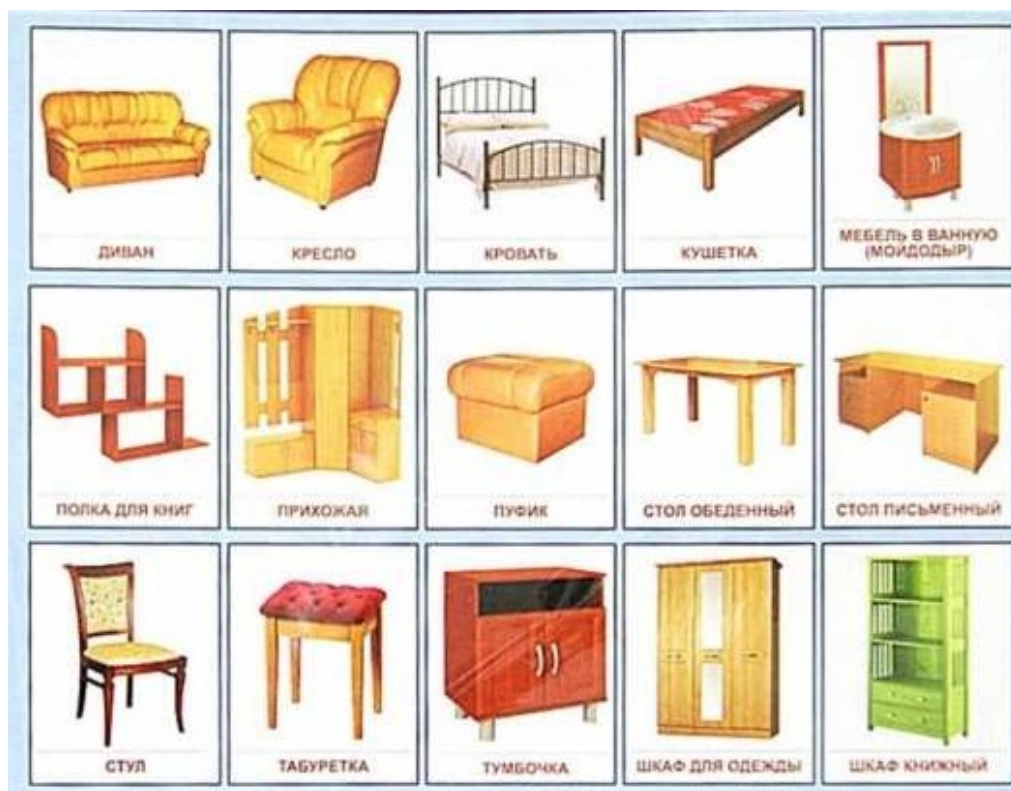 ДИВАН
КРЕСЛО
КРОВАТЬ
КУШЕТКА
МЕБЕЛЬ В ВАННУЮ
(МОЙДОДЫР)
ПОЛКА ДЛЯ КНИГ
ПРИХОЖАЯ
ПУФИК
СТОЛ ОБЕДЕННЫЙ
СТОЛ ПИСЬМЕННЫЙ
СТУЛ
ТАБУРЕТКА
ТУМБОЧКА
ШКАФ ДЛЯ ОДЕЖДЫ
ШКАФ КНИЖНЫЙ